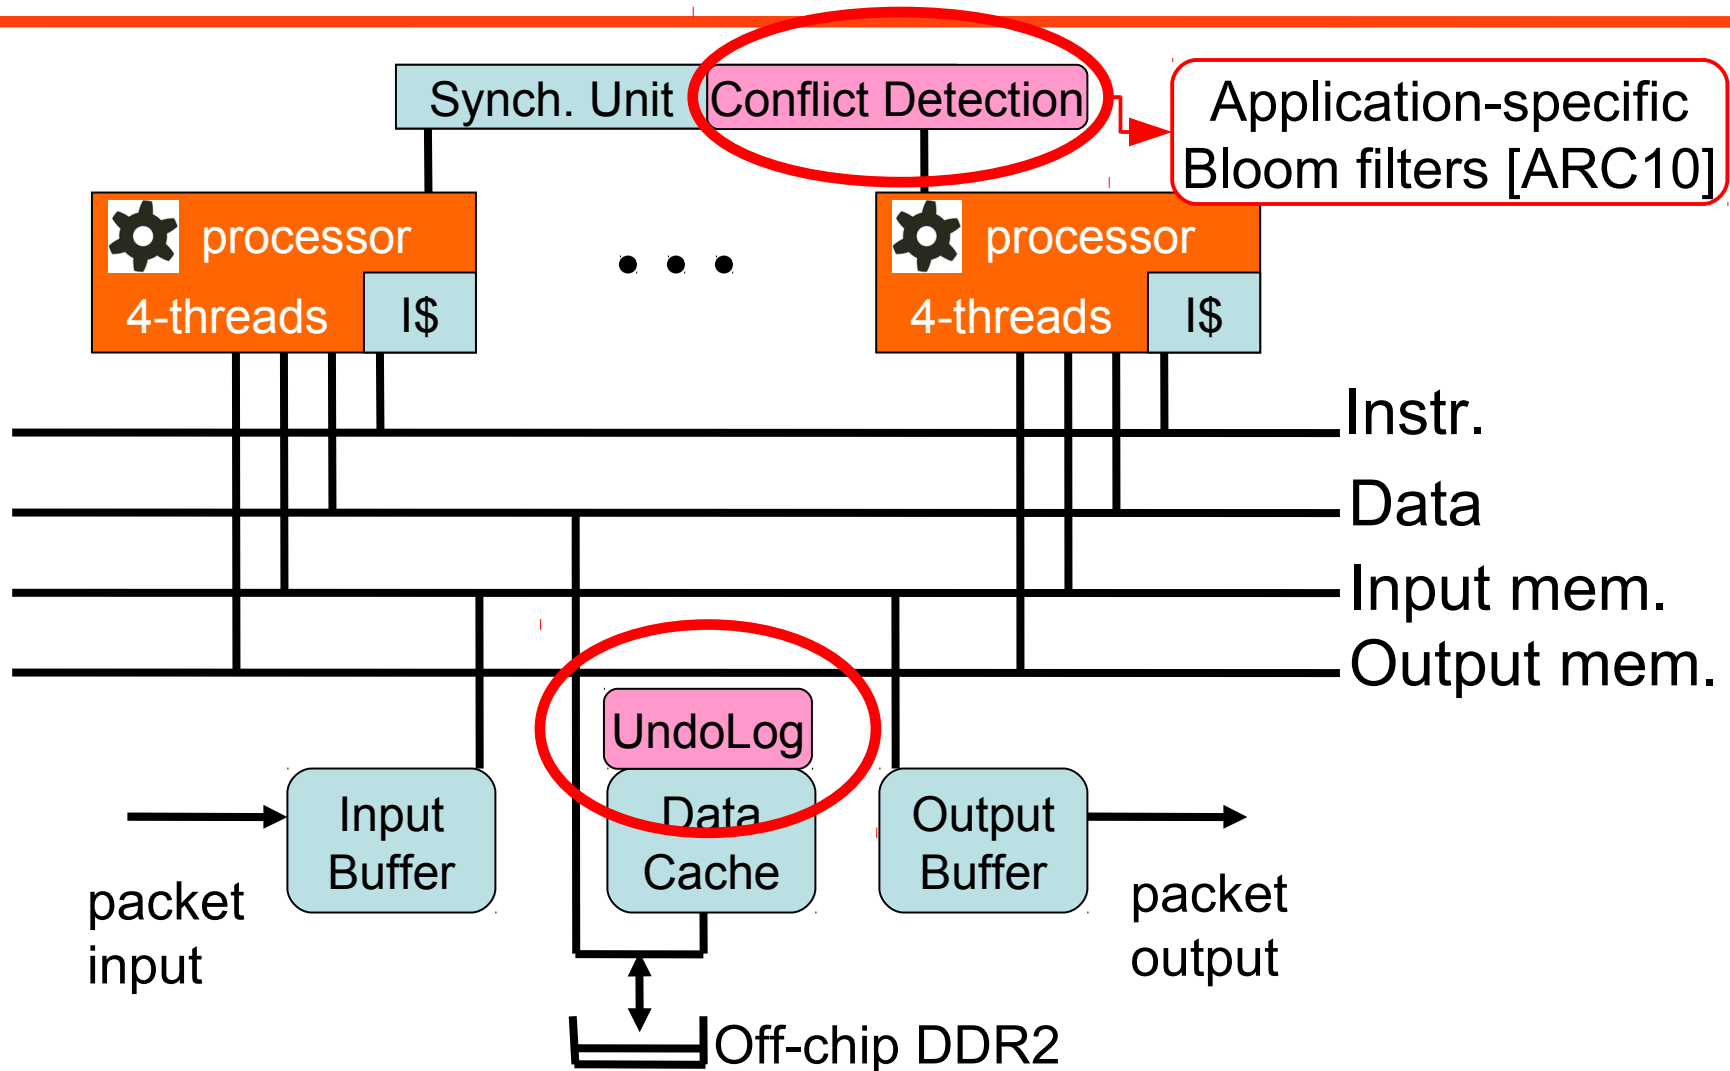 Synch. Unit
Conflict Detection
Application-specific
Bloom filters [ARC10]
processor
4-threads
I$
processor
4-threads
I$
Instr.
Data
Input mem.
Output mem.
UndoLog
Input
Buffer
Data
Cache
Output
Buffer
packet
input
packet
output
Off-chip DDR2